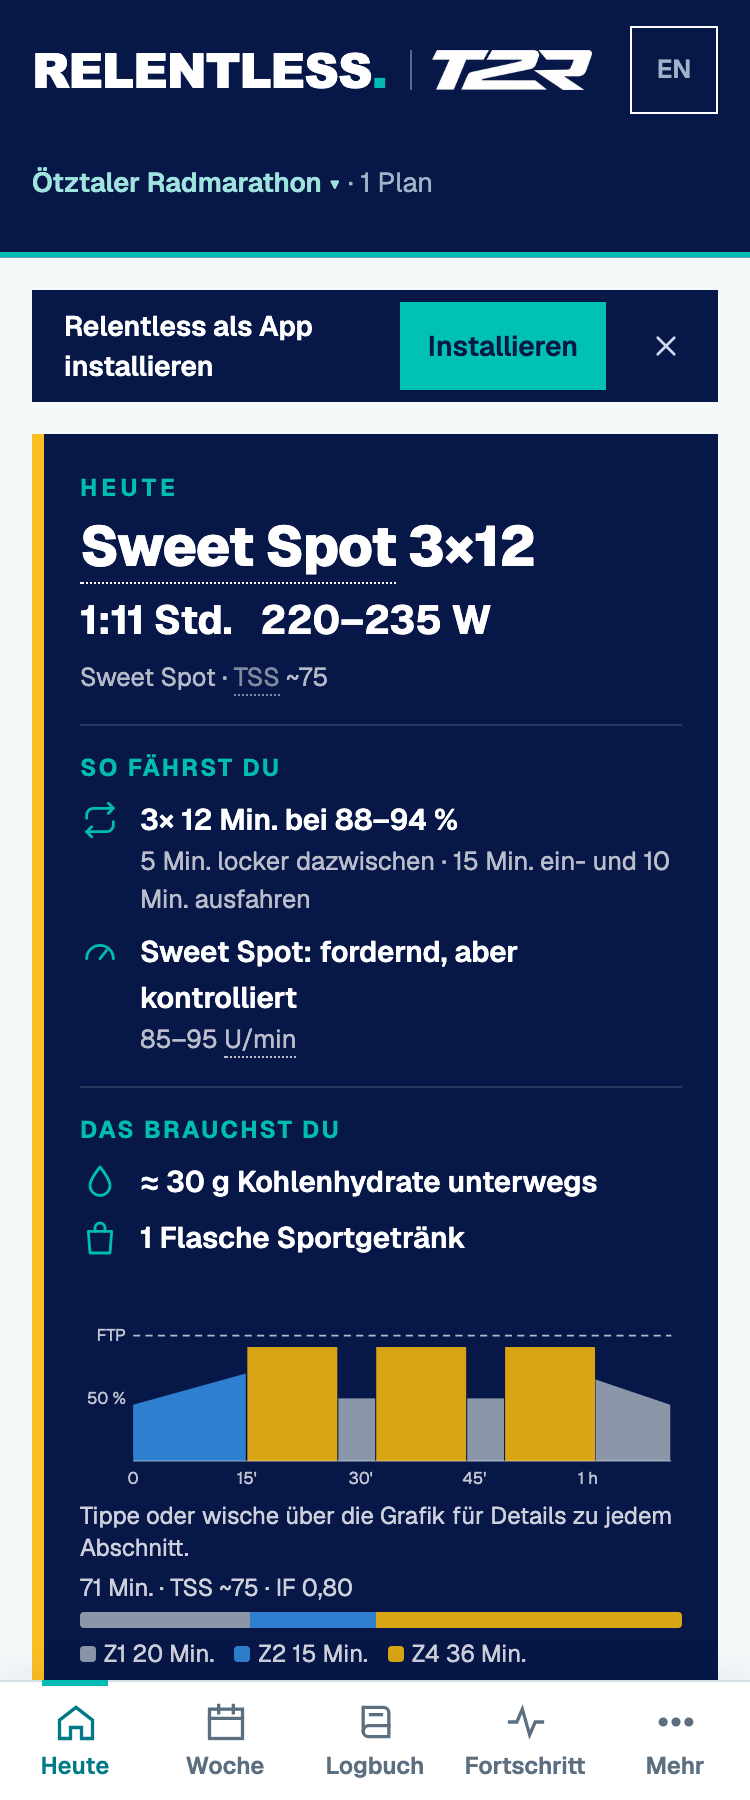 RELENTLESS. | T2R EN
Ötztaler Radmarathon ▾ · 1 Plan
Relentless als App
installieren
Installieren
×
HEUTE
Sweet Spot 3×12
1:11 Std. 220–235 W
Sweet Spot · TSS ~75
SO FÄHRST DU
3× 12 Min. bei 88–94 %
5 Min. locker dazwischen · 15 Min. ein- und 10
Min. ausfahren
Sweet Spot: fordernd, aber
kontrolliert
85–95 U/min
DAS BRAUCHST DU
≈ 30 g Kohlenhydrate unterwegs
1 Flasche Sportgetränk
FTP
50 %
0 15' 30' 45' 1 h
Tippe oder wische über die Grafik für Details zu jedem
Abschnitt.
71 Min. · TSS ~75 · IF 0,80
Z1 20 Min. Z2 15 Min. Z4 36 Min.
Heute Woche Logbuch Fortschritt Mehr